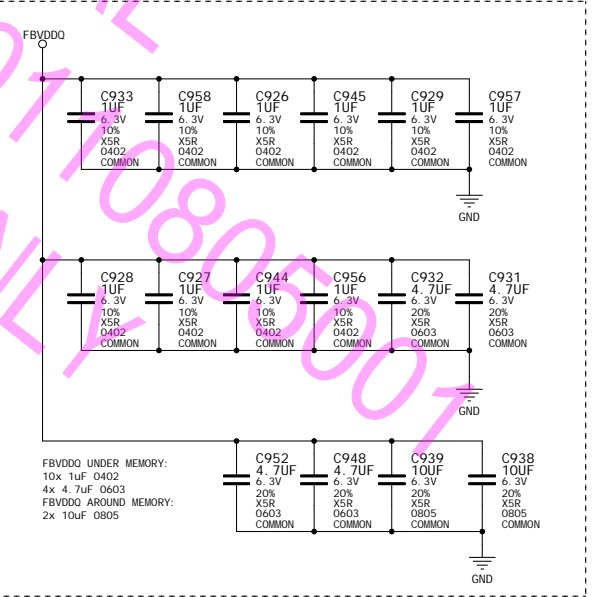 FBVDDQ
C933
1UF
6.3V
10%
X5R
0402
COMMON
C958
1UF
6.3V
10%
X5R
0402
COMMON
C926
1UF
6.3V
10%
X5R
0402
COMMON
C945
1UF
6.3V
10%
X5R
0402
COMMON
C929
1UF
6.3V
10%
X5R
0402
COMMON
C957
1UF
6.3V
10%
X5R
0402
COMMON
GND
C928
1UF
6.3V
10%
X5R
0402
COMMON
C927
1UF
6.3V
10%
X5R
0402
COMMON
C944
1UF
6.3V
10%
X5R
0402
COMMON
C956
1UF
6.3V
10%
X5R
0402
COMMON
C932
4.7UF
6.3V
20%
X5R
0603
COMMON
C931
4.7UF
6.3V
20%
X5R
0603
COMMON
GND
C952
4.7UF
6.3V
20%
X5R
0603
COMMON
C948
4.7UF
6.3V
20%
X5R
0603
COMMON
C939
10UF
6.3V
20%
X5R
0805
COMMON
C938
10UF
6.3V
20%
X5R
0805
COMMON
GND
FBVDDQ UNDER MEMORY:
10x 1uF 0402
4x 4.7uF 0603
FBVDDQ AROUND MEMORY:
2x 10uF 0805